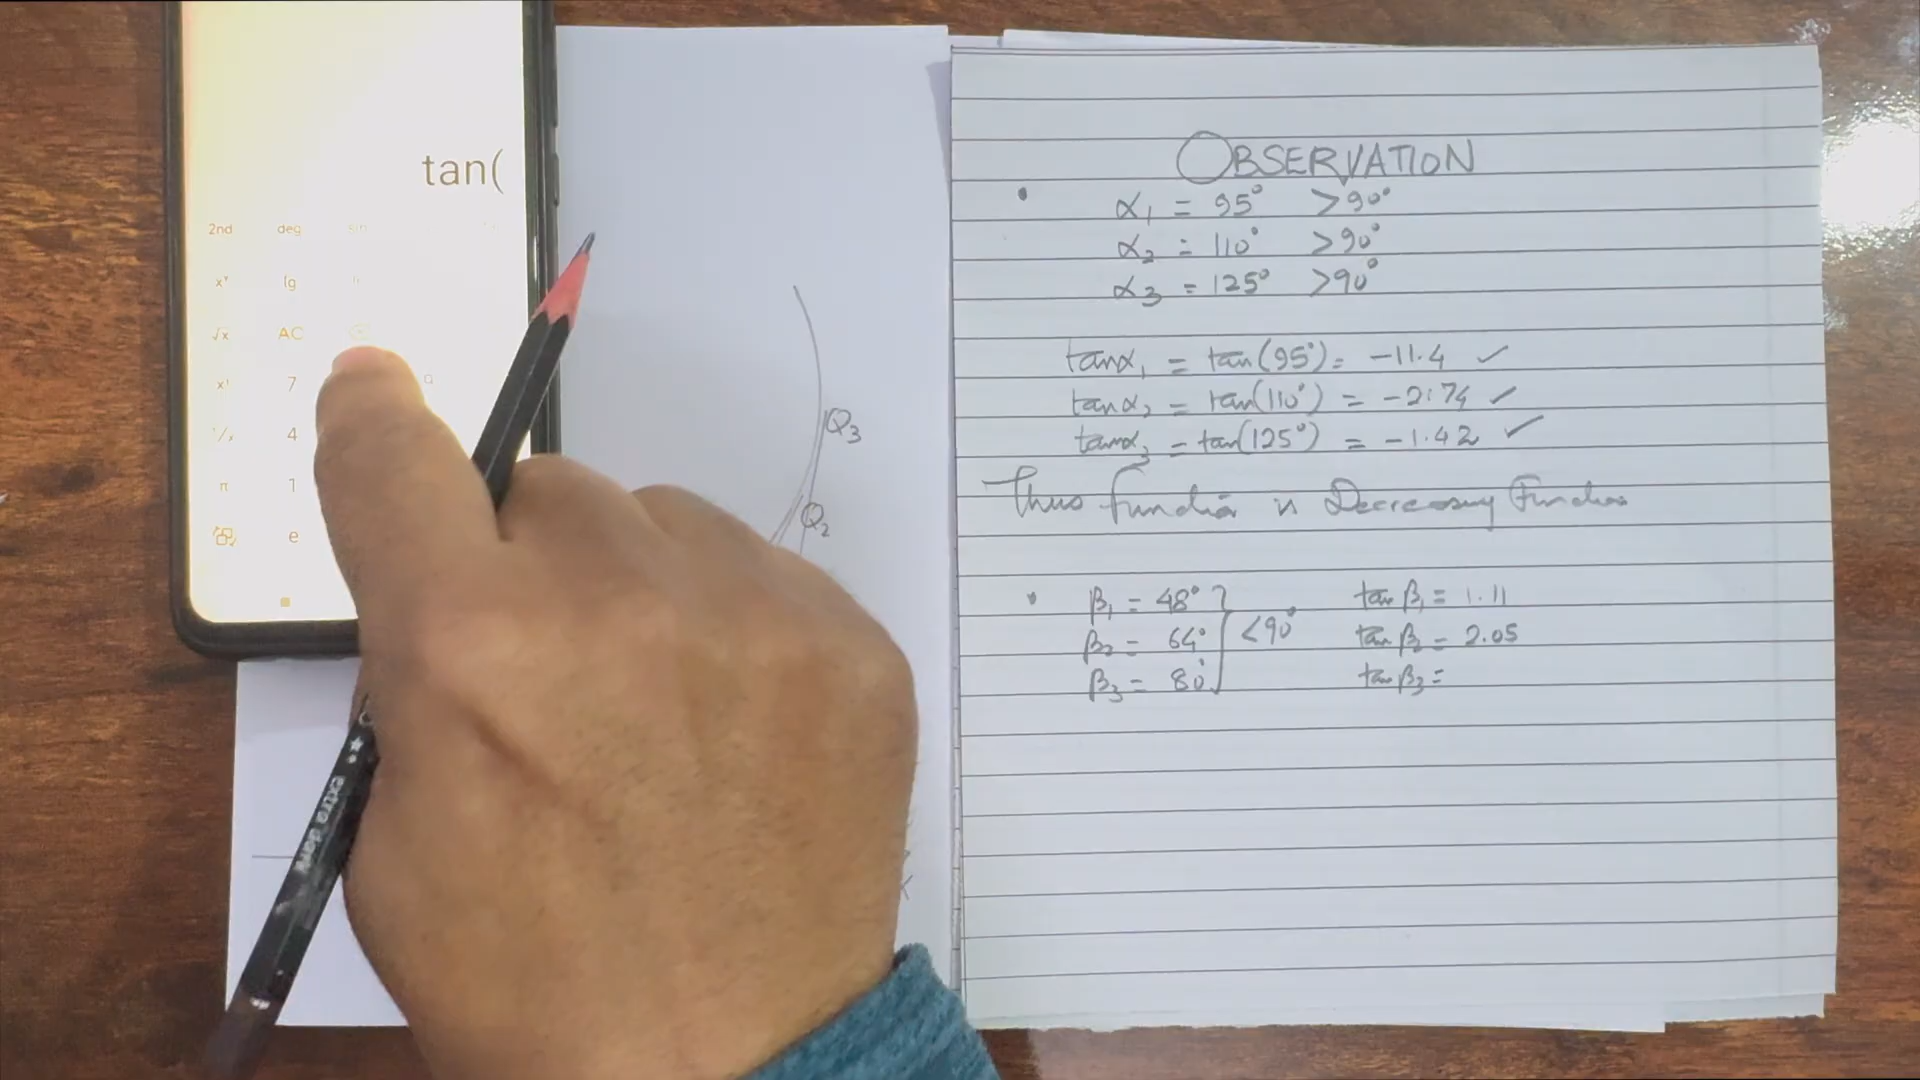 tan(
2nd deg sin
lg
√x AC
7
4
π 1
e
extra dark
Q3
Q2
OBSERVATION
• α₁ = 95° >90°
α₂ = 110° >90°
α₃ = 125° >90°
tanα₁ = tan(95°) = -11.4 ✓
tanα₂ = tan(110°) = -2.74 ✓
tanα₃ = tan(125°) = -1.42 ✓
Thus function is Decreasing Function
• β₁ = 48° } <90° tan β₁ = 1.11
β₂ = 64° tan β₂ = 2.05
β₃ = 80° tan β₃ =